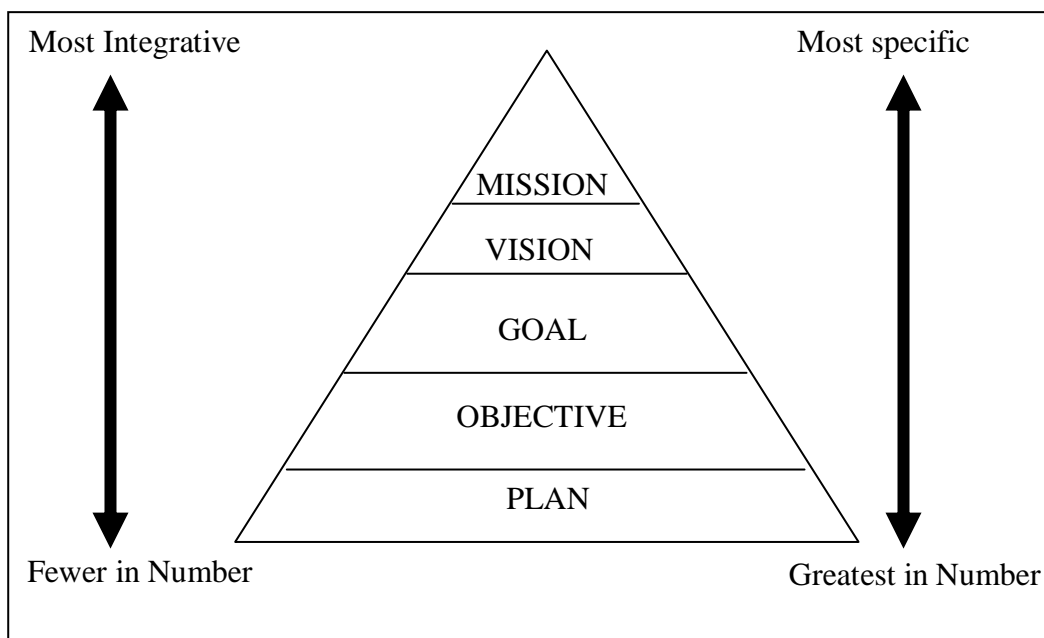 Most Integrative
Most specific
MISSION
VISION
GOAL
OBJECTIVE
PLAN
Fewer in Number
Greatest in Number